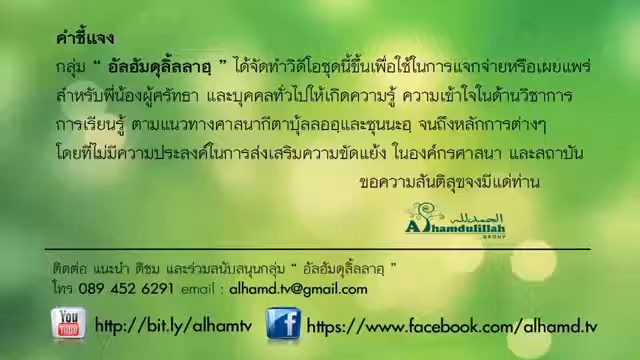 คำชี้แจง
กลุ่ม “ อัลฮัมดุลิ้ลลาฮฺ ” ได้จัดทำวิดีโอชุดนี้ขึ้นเพื่อใช้ในการแจกจ่ายหรือเผยแพร่
สำหรับพี่น้องผู้ศรัทธา และบุคคลทั่วไปให้เกิดความรู้ ความเข้าใจในด้านวิชาการ
การเรียนรู้ ตามแนวทางศาสนากีตาบุ้ลลอฮฺและซุนนะฮฺ จนถึงหลักการต่างๆ
โดยที่ไม่มีความประสงค์ในการส่งเสริมความขัดแย้ง ในองค์กรศาสนา และสถาบัน
ขอความสันติสุขจงมีแด่ท่าน
الحمدلله
Alhamdulillah
GROUP
ติดต่อ แนะนำ ติชม และร่วมสนับสนุนกลุ่ม “ อัลฮัมดุลิ้ลลาฮฺ ”
โทร 089 452 6291 email : alhamd.tv@gmail.com
You Tube http://bit.ly/alhamtv f https://www.facebook.com/alhamd.tv